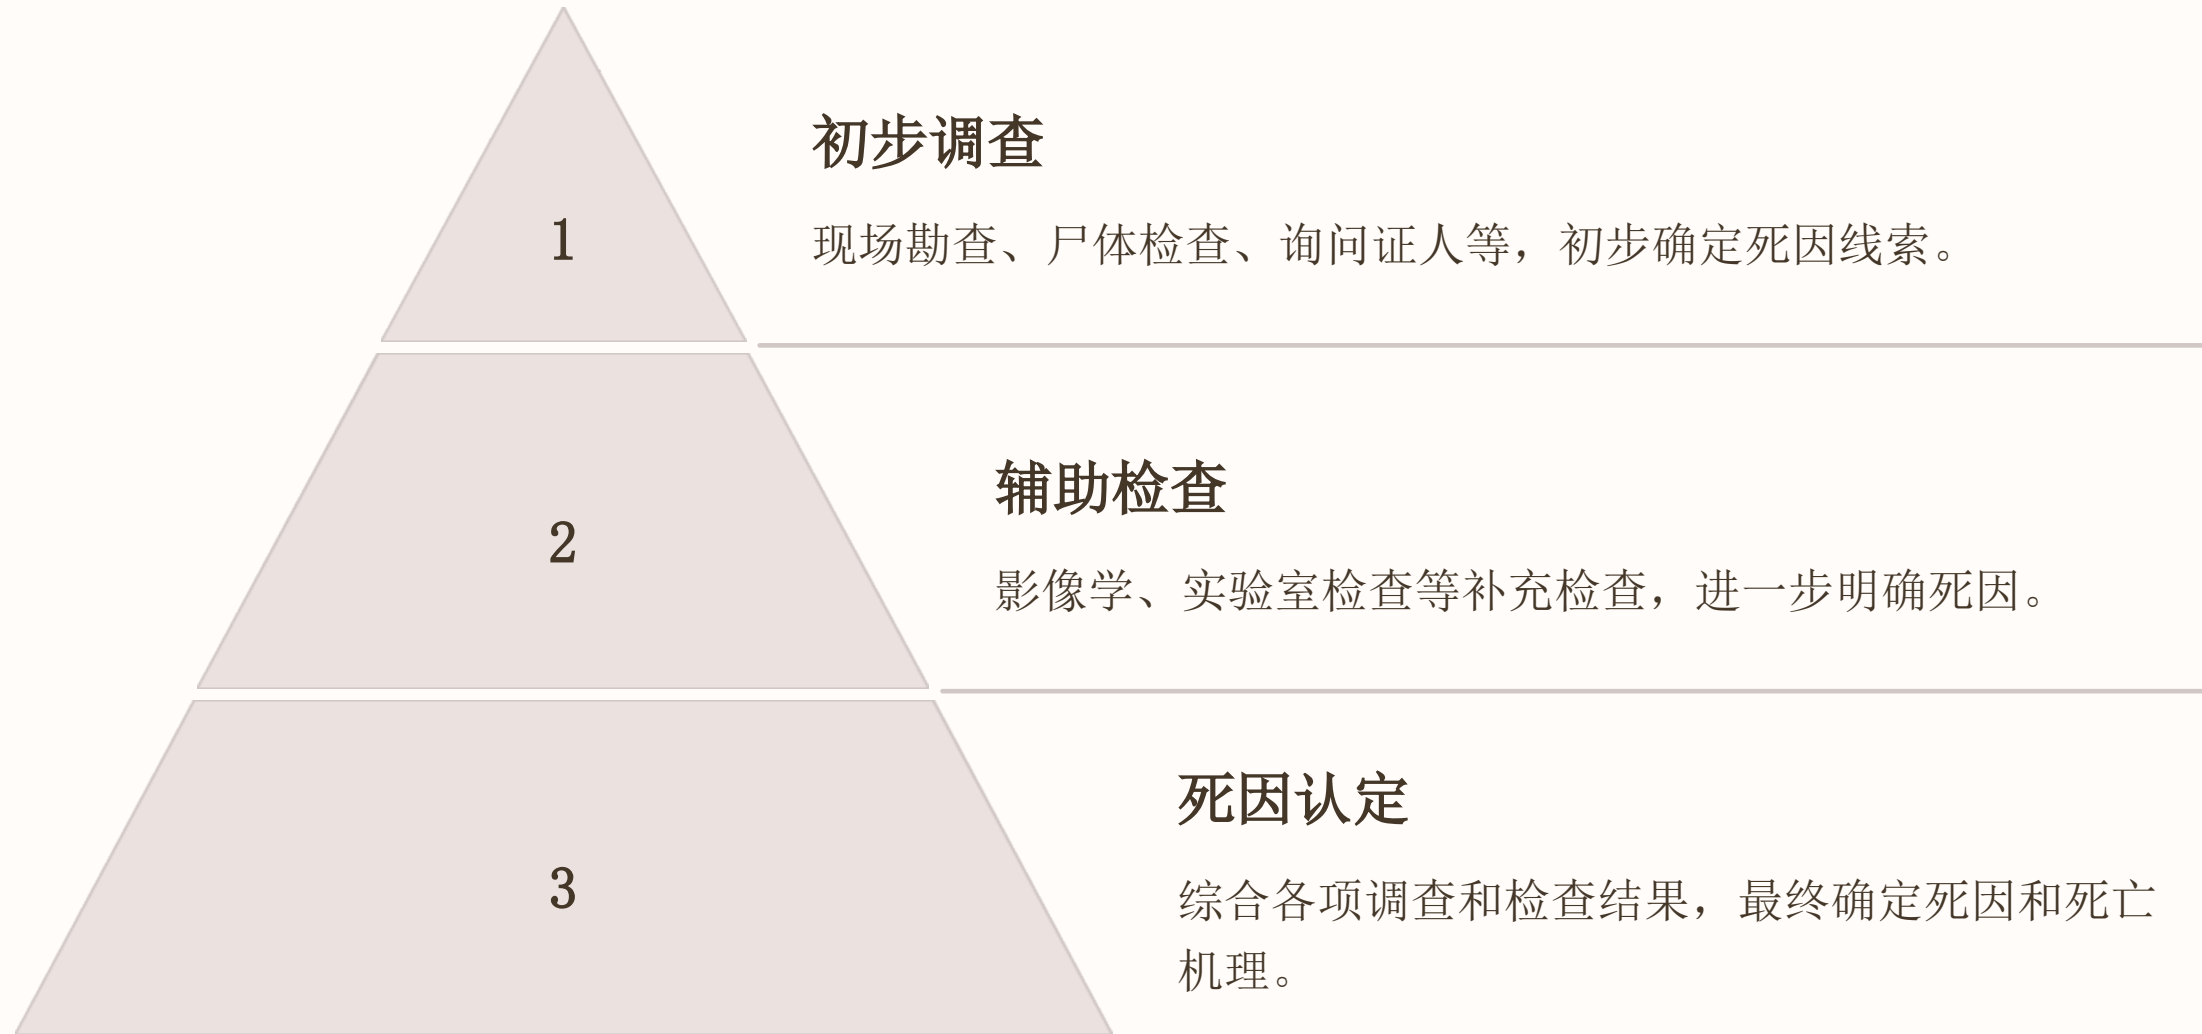 初步调查
1
现场勘查、尸体检查、询问证人等，初步确定死因线索。
辅助检查
2
影像学、实验室检查等补充检查，进一步明确死因。
死因认定
3
综合各项调查和检查结果，最终确定死因和死亡
机理。